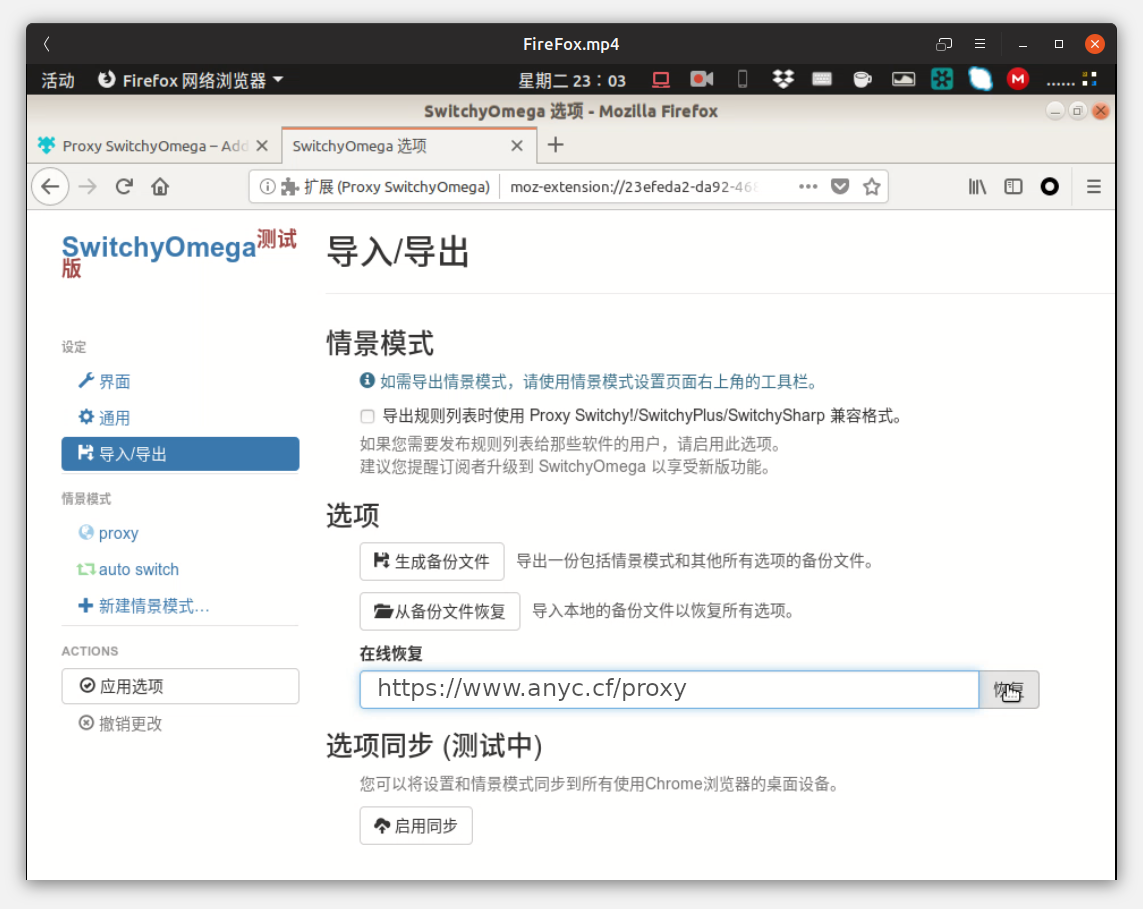 FireFox.mp4
活动 Firefox 网络浏览器 星期二 23：03
SwitchyOmega 选项 - Mozilla Firefox
Proxy SwitchyOmega – Add
SwitchyOmega 选项
扩展 (Proxy SwitchyOmega) moz-extension://23efeda2-da92-468
SwitchyOmega测试版
设定
界面
通用
导入/导出
情景模式
proxy
auto switch
新建情景模式…
ACTIONS
应用选项
撤销更改
导入/导出
情景模式
如需导出情景模式，请使用情景模式设置页面右上角的工具栏。
导出规则列表时使用 Proxy Switchy!/SwitchyPlus/SwitchySharp 兼容格式。
如果您需要发布规则列表给那些软件的用户，请启用此选项。
建议您提醒订阅者升级到 SwitchyOmega 以享受新版功能。
选项
生成备份文件 导出一份包括情景模式和其他所有选项的备份文件。
从备份文件恢复 导入本地的备份文件以恢复所有选项。
在线恢复
https://www.anyc.cf/proxy 恢复
选项同步 (测试中)
您可以将设置和情景模式同步到所有使用Chrome浏览器的桌面设备。
启用同步